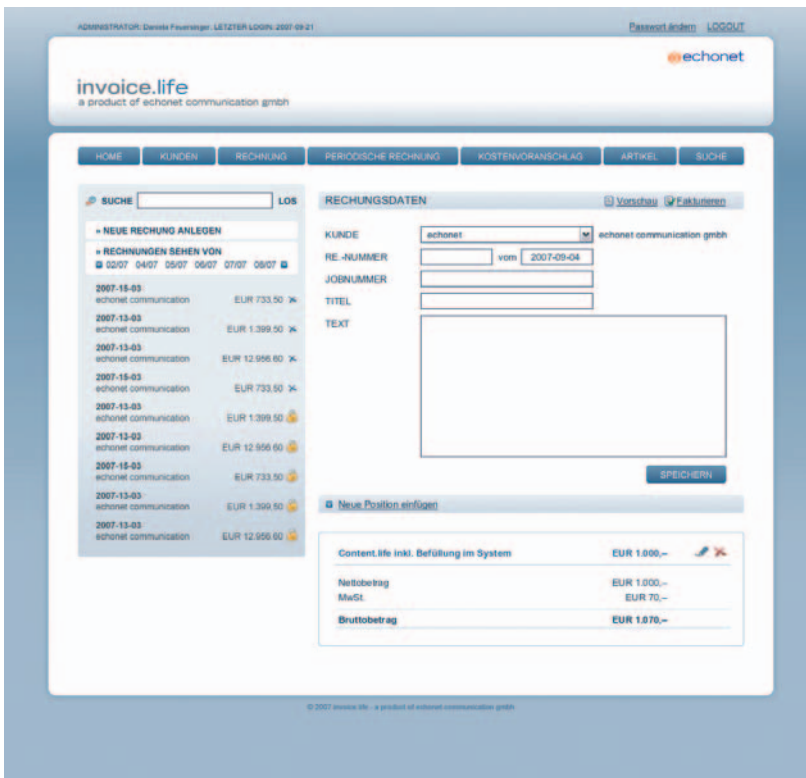 ADMINISTRATOR: Daniela Feuersinger. LETZTER LOGIN: 2007-09-21
Passwort ändern LOGOUT
echonet
invoice.life
a product of echonet communication gmbh
HOME KUNDEN RECHNUNG PERIODISCHE RECHNUNG KOSTENVORANSCHLAG ARTIKEL SUCHE
SUCHE LOS
» NEUE RECHUNG ANLEGEN
» RECHNUNGEN SEHEN VON
02/07 04/07 05/07 06/07 07/07 08/07
2007-15-03
echonet communication EUR 733,50
2007-13-03
echonet communication EUR 1.399,50
2007-13-03
echonet communication EUR 12.956,60
2007-15-03
echonet communication EUR 733,50
2007-13-03
echonet communication EUR 1.399,50
2007-13-03
echonet communication EUR 12.956,60
2007-15-03
echonet communication EUR 733,50
2007-13-03
echonet communication EUR 1.399,50
2007-13-03
echonet communication EUR 12.956,60
RECHUNGSDATEN Vorschau Fakturieren
KUNDE echonet echonet communication gmbh
RE.-NUMMER vom 2007-09-04
JOBNUMMER
TITEL
TEXT
SPEICHERN
Neue Position einfügen
Content.life inkl. Befüllung im System EUR 1.000,–
Nettobetrag EUR 1.000,–
MwSt. EUR 70,–
Bruttobetrag EUR 1.070,–
© 2007 invoice.life - a product of echonet communication gmbh